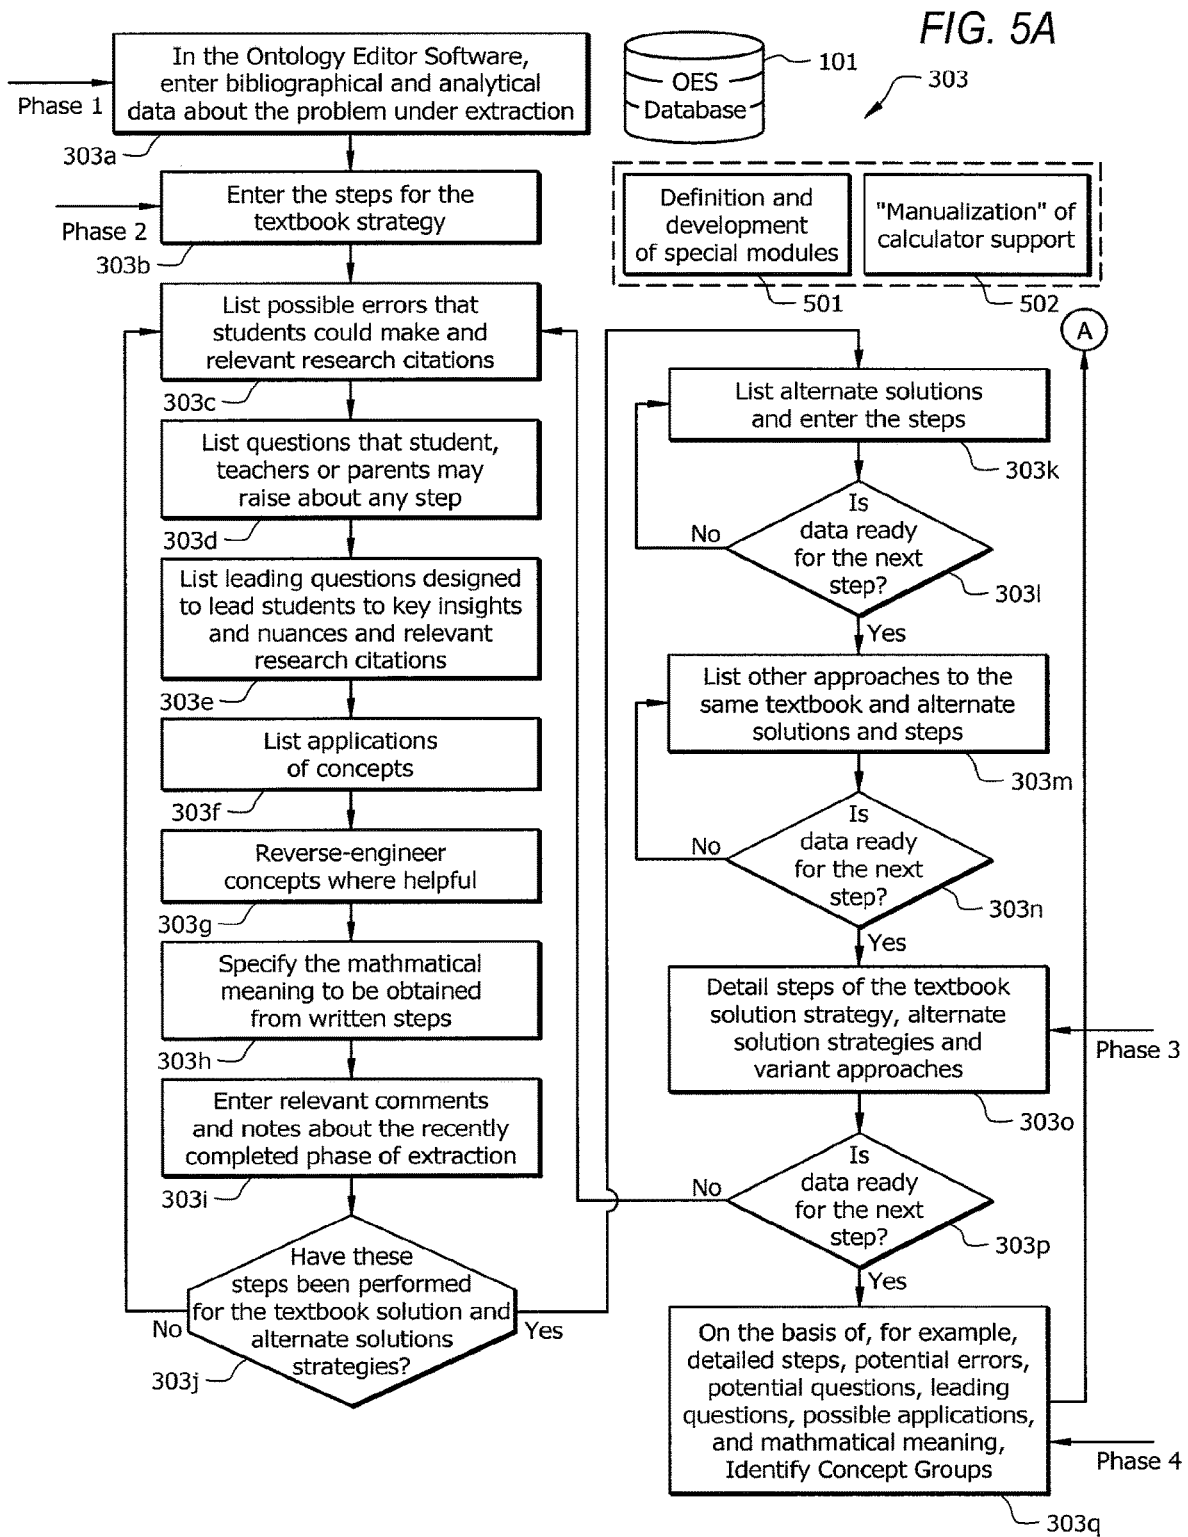 FIG. 5A
In the Ontology Editor Software,
enter bibliographical and analytical
data about the problem under extraction
Phase 1
303a
OES
Database
101
303
Enter the steps for the
textbook strategy
Phase 2
303b
Definition and
development
of special modules
501
"Manualization" of
calculator support
502
List possible errors that
students could make and
relevant research citations
303c
List questions that student,
teachers or parents may
raise about any step
303d
List leading questions designed
to lead students to key insights
and nuances and relevant
research citations
303e
List applications
of concepts
303f
Reverse-engineer
concepts where helpful
303g
Specify the mathmatical
meaning to be obtained
from written steps
303h
Enter relevant comments
and notes about the recently
completed phase of extraction
303i
Have these
steps been performed
for the textbook solution and
alternate solutions
strategies?
No
Yes
303j
A
List alternate solutions
and enter the steps
303k
Is
data ready
for the next
step?
No
303l
Yes
List other approaches to the
same textbook and alternate
solutions and steps
303m
Is
data ready
for the next
step?
No
303n
Yes
Detail steps of the textbook
solution strategy, alternate
solution strategies and
variant approaches
Phase 3
303o
Is
data ready
for the next
step?
No
303p
Yes
On the basis of, for example,
detailed steps, potential errors,
potential questions, leading
questions, possible applications,
and mathmatical meaning,
Identify Concept Groups
Phase 4
303q